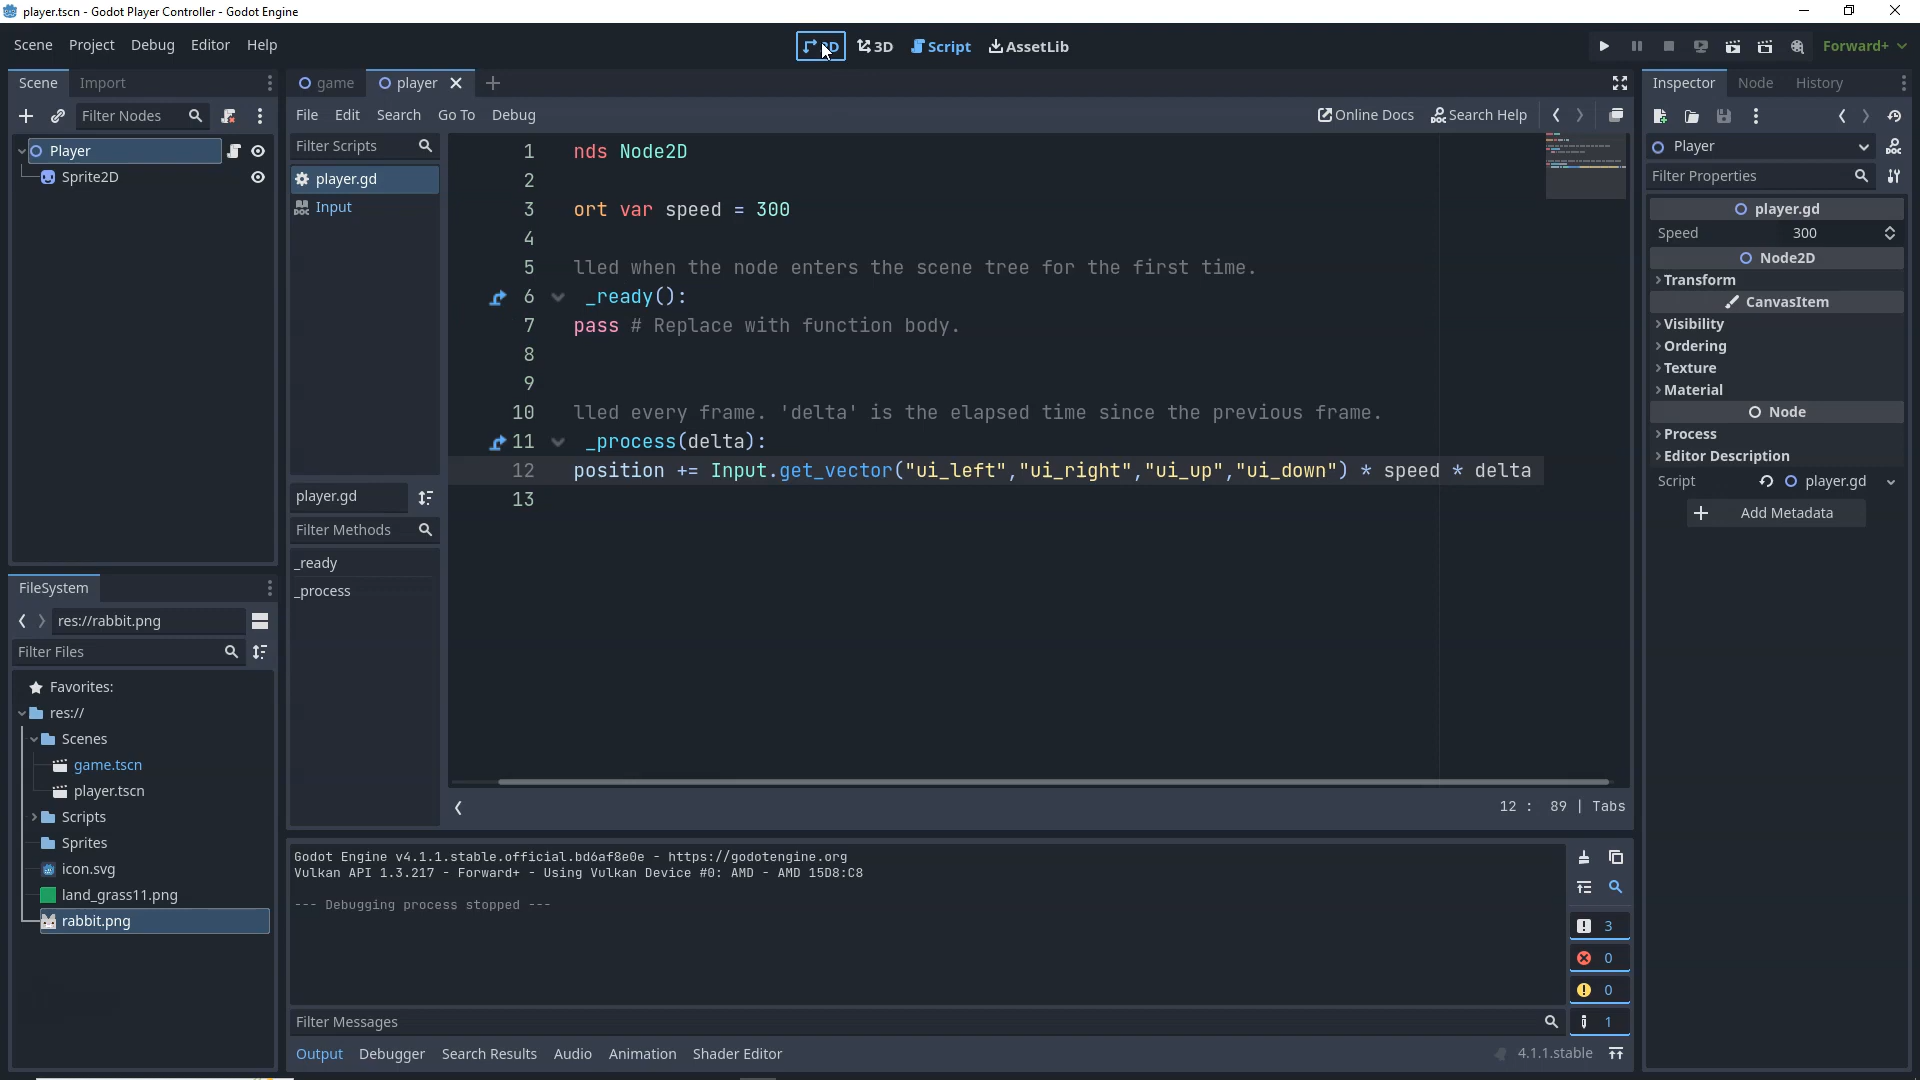 player.tscn - Godot Player Controller - Godot Engine
Scene Project Debug Editor Help
3D Script AssetLib
Forward+
Scene Import
game player
Inspector Node History
Filter Nodes
File Edit Search Go To Debug
Online Docs Search Help
Player
Sprite2D
Filter Scripts
player.gd
Input
1 nds Node2D
2
3 ort var speed = 300
4
5 lled when the node enters the scene tree for the first time.
6 _ready():
7 pass # Replace with function body.
8
9
10 lled every frame. 'delta' is the elapsed time since the previous frame.
11 _process(delta):
12 position += Input.get_vector("ui_left","ui_right","ui_up","ui_down") * speed * delta
13
player.gd
Filter Methods
_ready
_process
12 : 89 | Tabs
Player
Filter Properties
player.gd
Speed 300
Node2D
Transform
CanvasItem
Visibility
Ordering
Texture
Material
Node
Process
Editor Description
Script player.gd
Add Metadata
FileSystem
res://rabbit.png
Filter Files
Favorites:
res://
Scenes
game.tscn
player.tscn
Scripts
Sprites
icon.svg
land_grass11.png
rabbit.png
Godot Engine v4.1.1.stable.official.bd6af8e0e - https://godotengine.org
Vulkan API 1.3.217 - Forward+ - Using Vulkan Device #0: AMD - AMD 15D8:C8
--- Debugging process stopped ---
3
0
0
1
Filter Messages
Output Debugger Search Results Audio Animation Shader Editor
4.1.1.stable